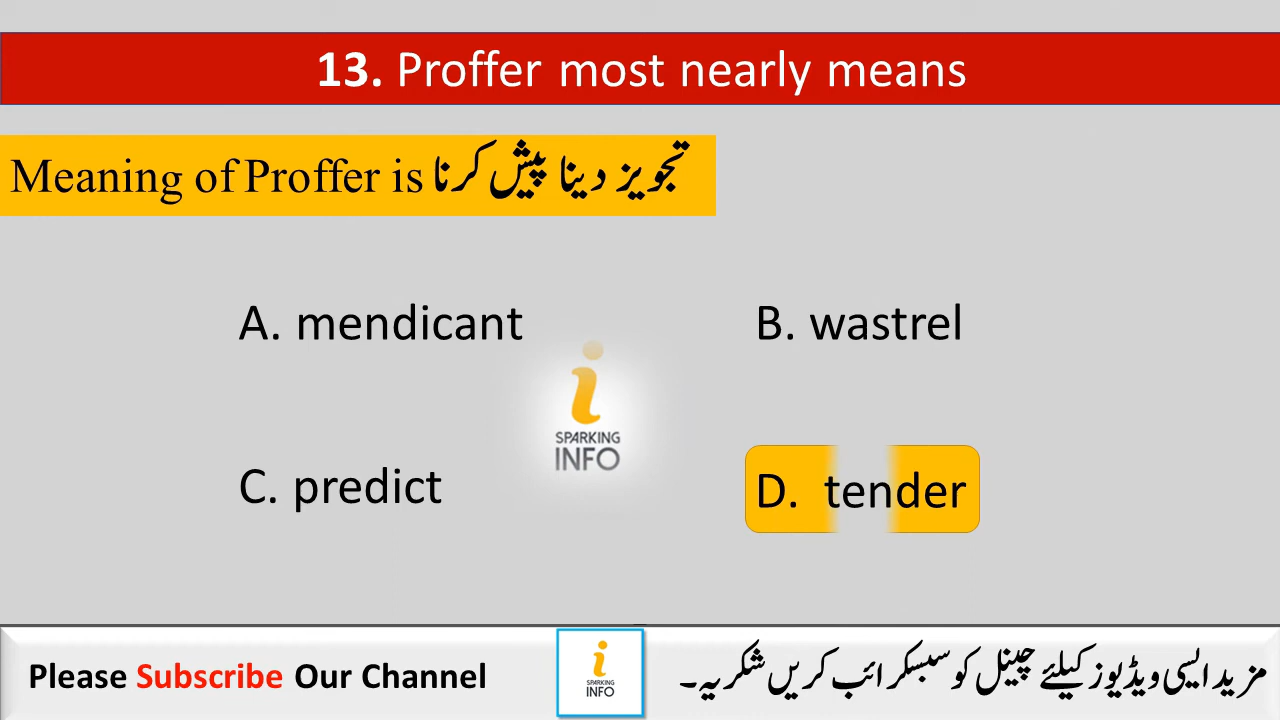 13. Proffer most nearly means
Meaning of Proffer is تجویز دینا پیش کرنا
A. mendicant
B. wastrel
SPARKING
INFO
C. predict
D. tender
Please Subscribe Our Channel
SPARKING
INFO
مزید ایسی ویڈیوز کیلئے چینل کو سبسکرائب کریں شکریہ۔